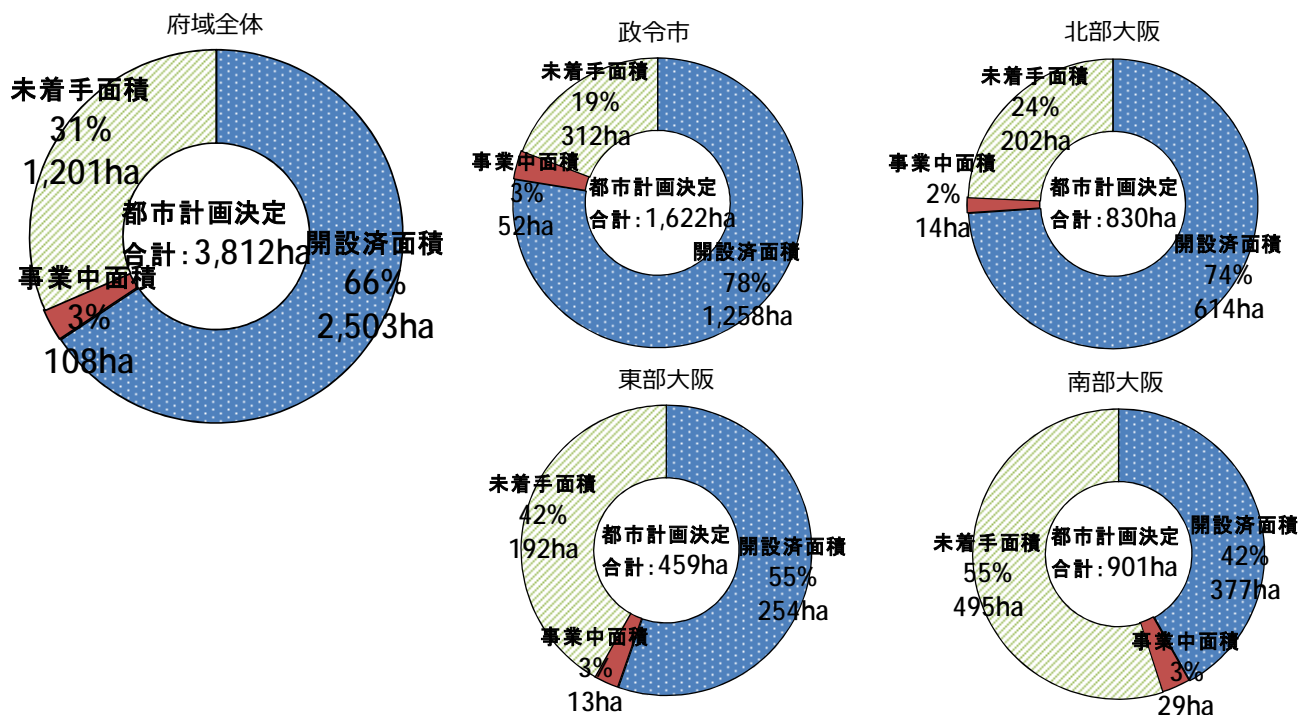 府域全体
未着手面積
31%
1,201ha
都市計画決定
合計：3,812ha
開設済面積
66%
2,503ha
事業中面積
3%
108ha
政令市
未着手面積
19%
312ha
事業中面積
3%
52ha
都市計画決定
合計：1,622ha
開設済面積
78%
1,258ha
北部大阪
未着手面積
24%
202ha
事業中面積
2%
14ha
都市計画決定
合計：830ha
開設済面積
74%
614ha
東部大阪
未着手面積
42%
192ha
都市計画決定
合計：459ha
開設済面積
55%
254ha
事業中面積
3%
13ha
南部大阪
未着手面積
55%
495ha
都市計画決定
合計：901ha
開設済面積
42%
377ha
事業中面積
3%
29ha